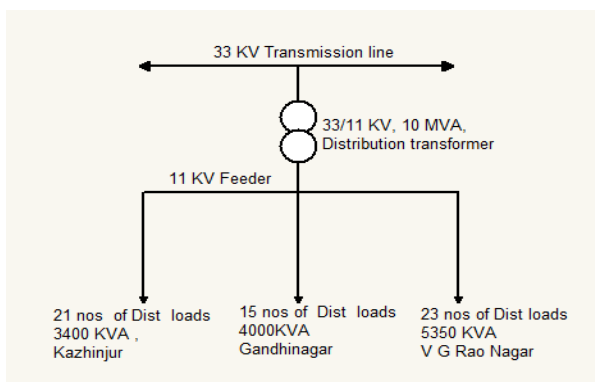 33 KV Transmission line
33/11 KV, 10 MVA,
Distribution transformer
11 KV Feeder
21 nos of Dist loads
3400 KVA ,
Kazhinjur
15 nos of Dist loads
4000KVA
Gandhinagar
23 nos of Dist loads
5350 KVA
V G Rao Nagar